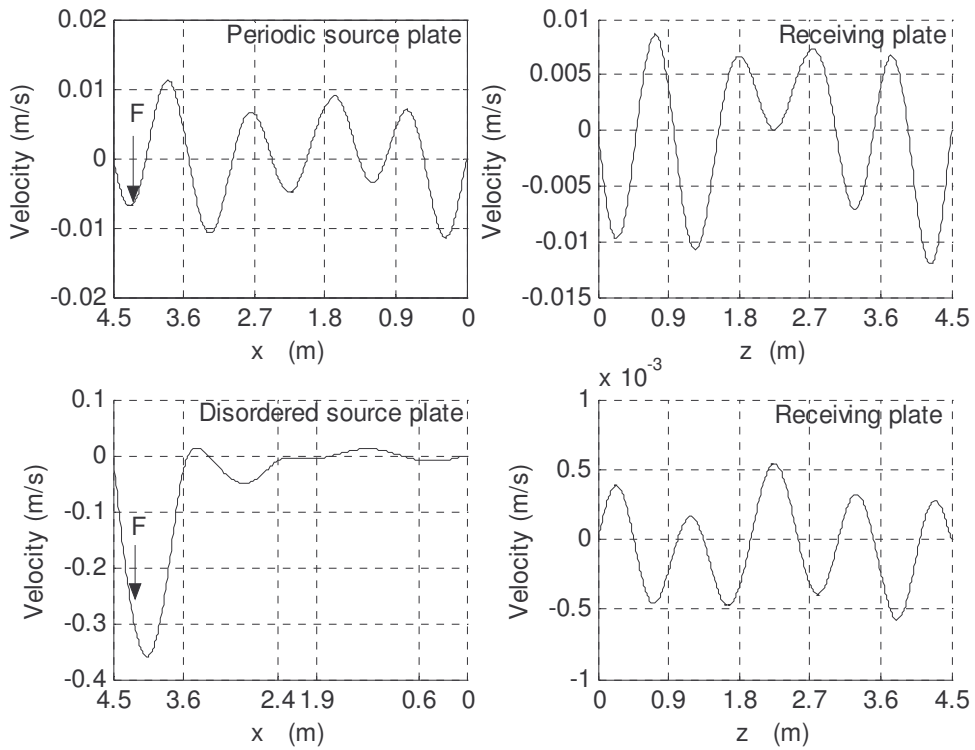 Periodic source plate
Velocity (m/s)
0.02
0.01
0
-0.01
-0.02
F
4.5 3.6 2.7 1.8 0.9 0
x (m)
Receiving plate
Velocity (m/s)
0.01
0.005
0
-0.005
-0.01
-0.015
0 0.9 1.8 2.7 3.6 4.5
z (m)
Disordered source plate
Velocity (m/s)
0.1
0
-0.1
-0.2
-0.3
-0.4
F
4.5 3.6 2.4 1.9 0.6 0
x (m)
x 10^-3
Receiving plate
Velocity (m/s)
1
0.5
0
-0.5
-1
0 0.9 1.8 2.7 3.6 4.5
z (m)